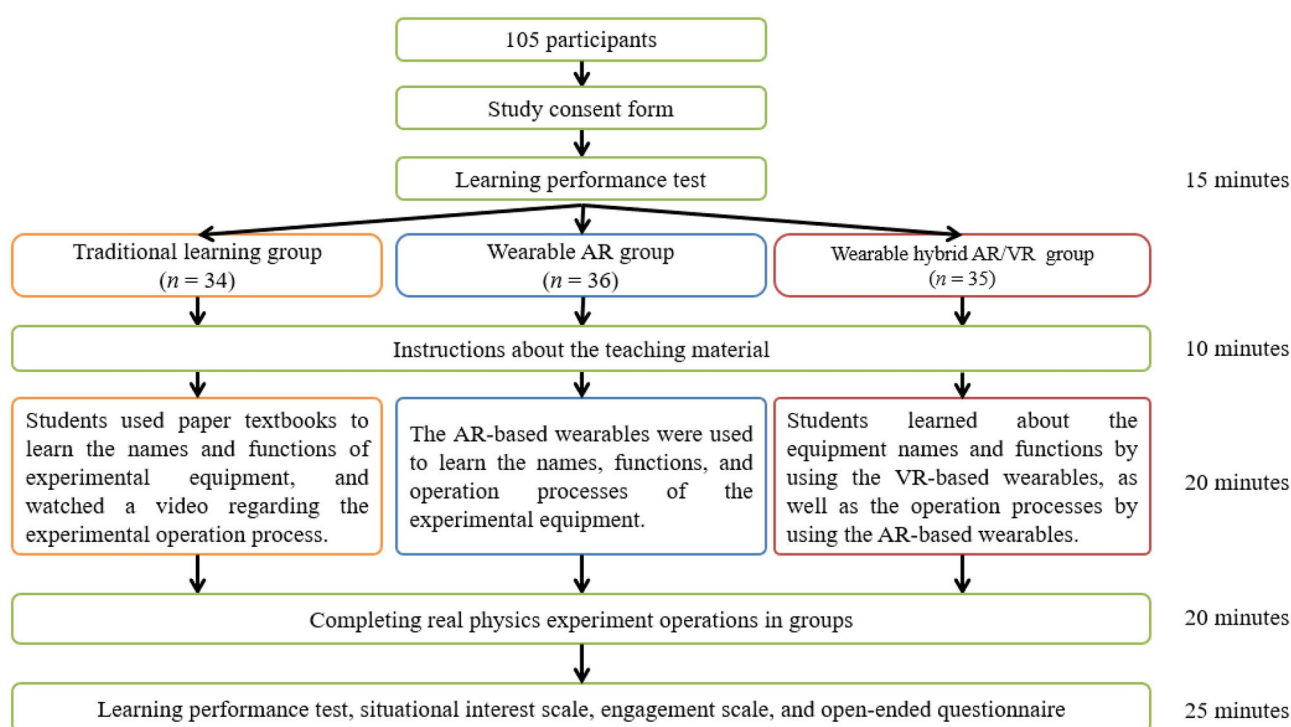 105 participants
Study consent form
Learning performance test
15 minutes
Traditional learning group
(n = 34)
Wearable AR group
(n = 36)
Wearable hybrid AR/VR group
(n = 35)
Instructions about the teaching material
10 minutes
Students used paper textbooks to
learn the names and functions of
experimental equipment, and
watched a video regarding the
experimental operation process.
The AR-based wearables were used
to learn the names, functions, and
operation processes of the
experimental equipment.
Students learned about the
equipment names and functions by
using the VR-based wearables, as
well as the operation processes by
using the AR-based wearables.
20 minutes
Completing real physics experiment operations in groups
20 minutes
Learning performance test, situational interest scale, engagement scale, and open-ended questionnaire
25 minutes